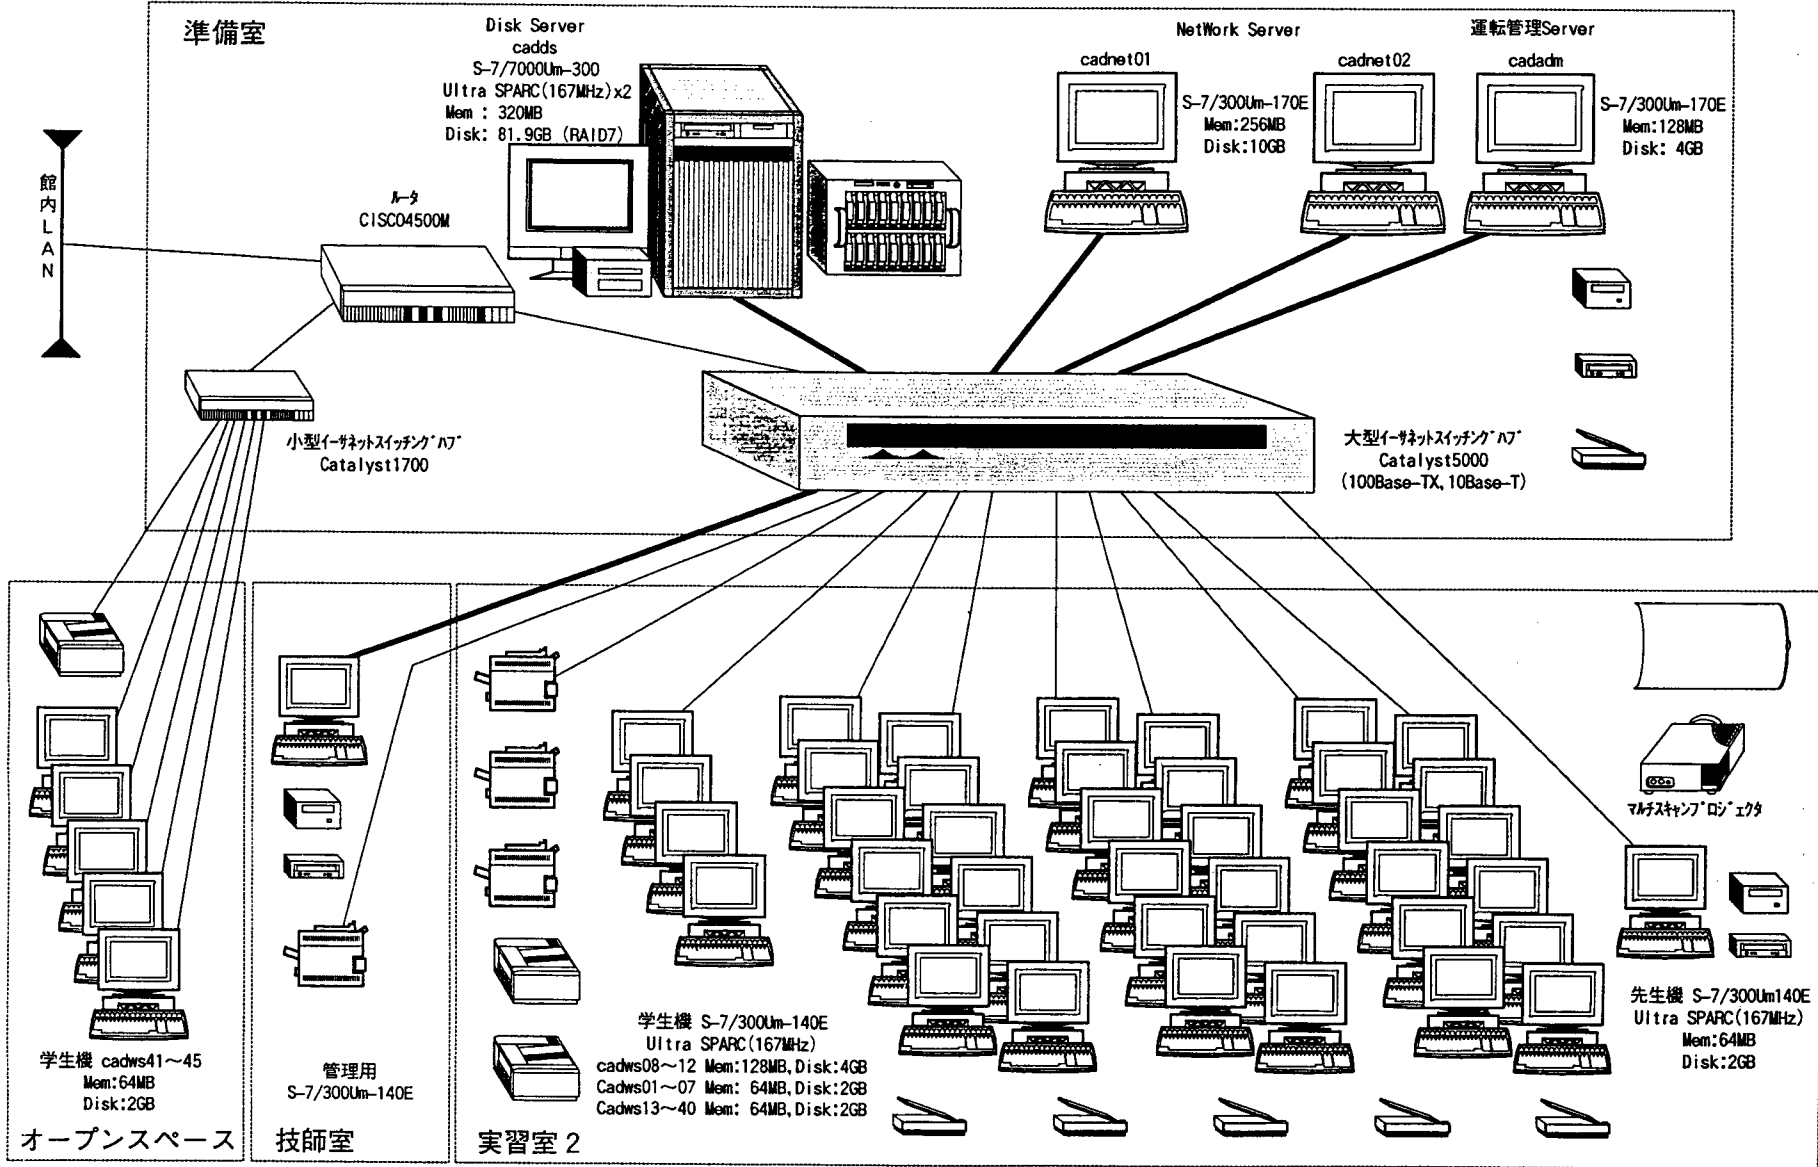 準備室
Disk Server
cadds
S-7/7000Um-300
Ultra SPARC(167MHz)x2
Mem : 320MB
Disk: 81.9GB (RAID7)
NetWork Server
cadnet01
cadnet02
S-7/300Um-170E
Mem:256MB
Disk:10GB
運転管理Server
cadadm
S-7/300Um-170E
Mem:128MB
Disk: 4GB
館内LAN
ルータ
CISCO4500M
小型イーサネットスイッチングハブ
Catalyst1700
大型イーサネットスイッチングハブ
Catalyst5000
(100Base-TX,10Base-T)
学生機 cadws41～45
Mem:64MB
Disk:2GB
オープンスペース
管理用
S-7/300Um-140E
技師室
学生機 S-7/300Um-140E
Ultra SPARC(167MHz)
cadws08～12 Mem:128MB,Disk:4GB
Cadws01～07 Mem: 64MB,Disk:2GB
Cadws13～40 Mem: 64MB,Disk:2GB
実習室2
マルチスキャンプロジェクタ
先生機 S-7/300Um140E
Ultra SPARC(167MHz)
Mem:64MB
Disk:2GB